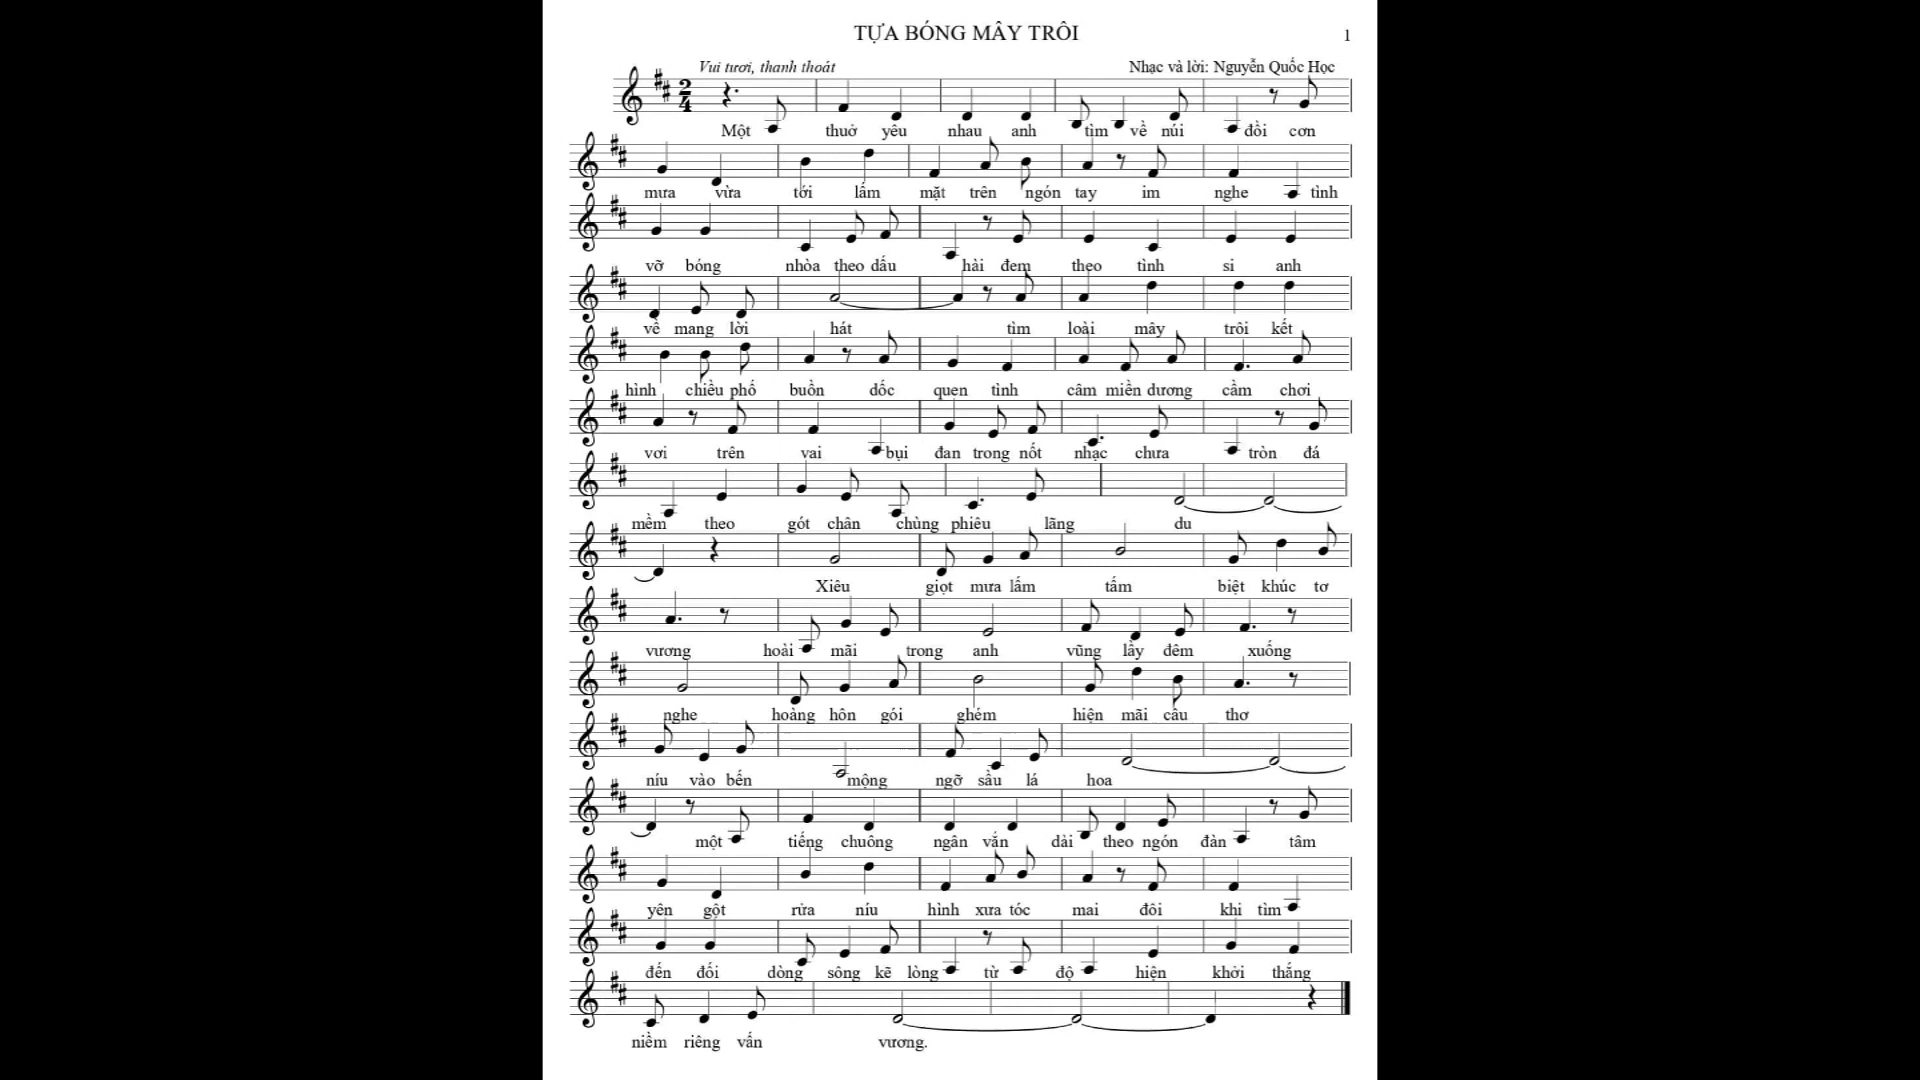 TỰA BÓNG MÂY TRÔI
1
Vui tươi, thanh thoát
Nhạc và lời: Nguyễn Quốc Học
2
4
Một thuở yêu nhau anh tìm về núi đồi cơn
mưa vừa tới lấm mặt trên ngón tay im nghe tình
vỡ bóng nhòa theo dấu hài đem theo tình si anh
về mang lời hát tìm loài mây trôi kết
hình chiều phố buồn dốc quen tình câm miền dương cầm chơi
vơi trên vai bụi đan trong nốt nhạc chưa tròn đá
mềm theo gót chân chùng phiêu lãng du
Xiêu giọt mưa lấm tấm biệt khúc tơ
vương hoài mãi trong anh vũng lầy đêm xuống
nghe hoàng hôn gói ghém hiện mãi câu thơ
níu vào bến mộng ngỡ sầu lá hoa
một tiếng chuông ngân vắn dài theo ngón đàn tâm
yên gột rửa níu hình xưa tóc mai đôi khi tìm
đến đối dòng sông kẽ lòng từ độ hiện khởi thắng
niềm riêng vấn vương.